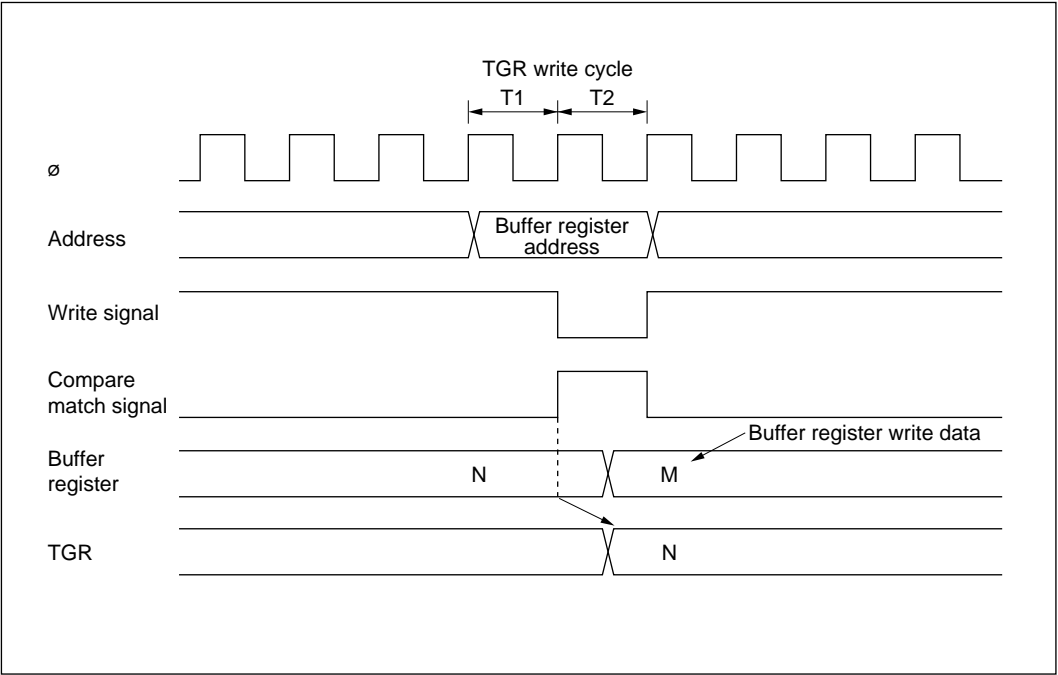 TGR write cycle
T1 T2
ø
Address
Buffer register
address
Write signal
Compare
match signal
Buffer register write data
Buffer
register
N M
TGR
N